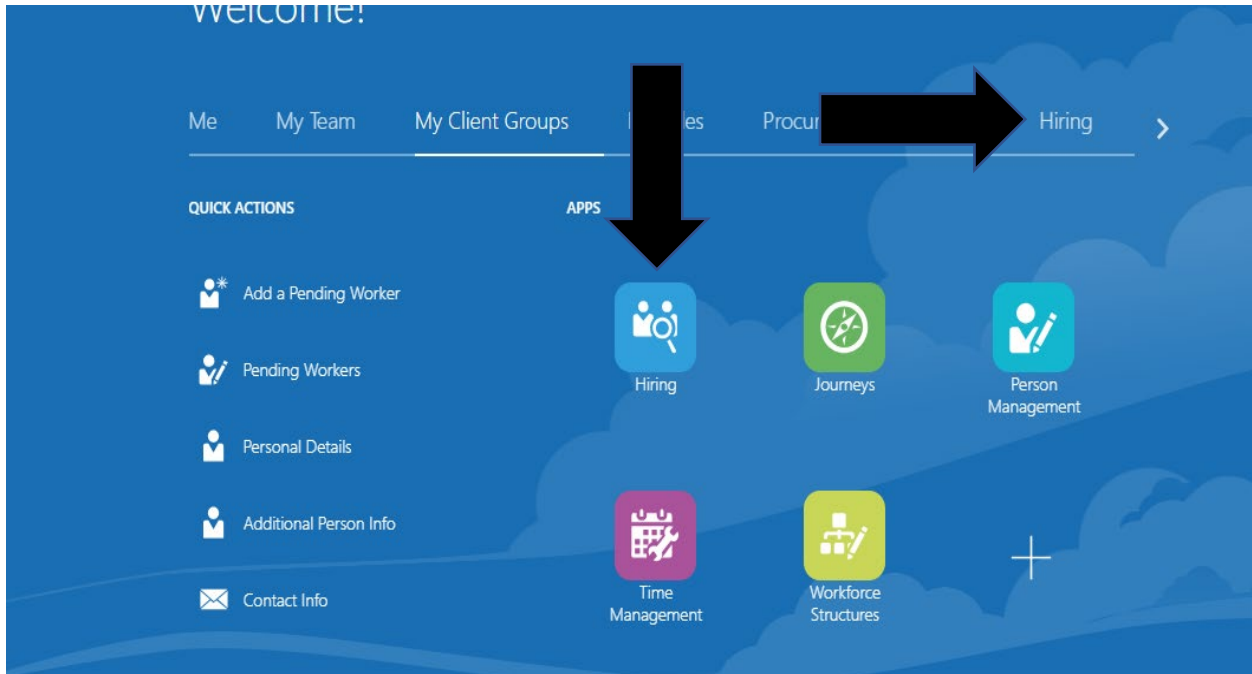 Welcome!
Me My Team My Client Groups Hiring
QUICK ACTIONS APPS
Add a Pending Worker
Pending Workers
Personal Details
Additional Person Info
Contact Info
Hiring Journeys Person
Management
Time Workforce
Management Structures